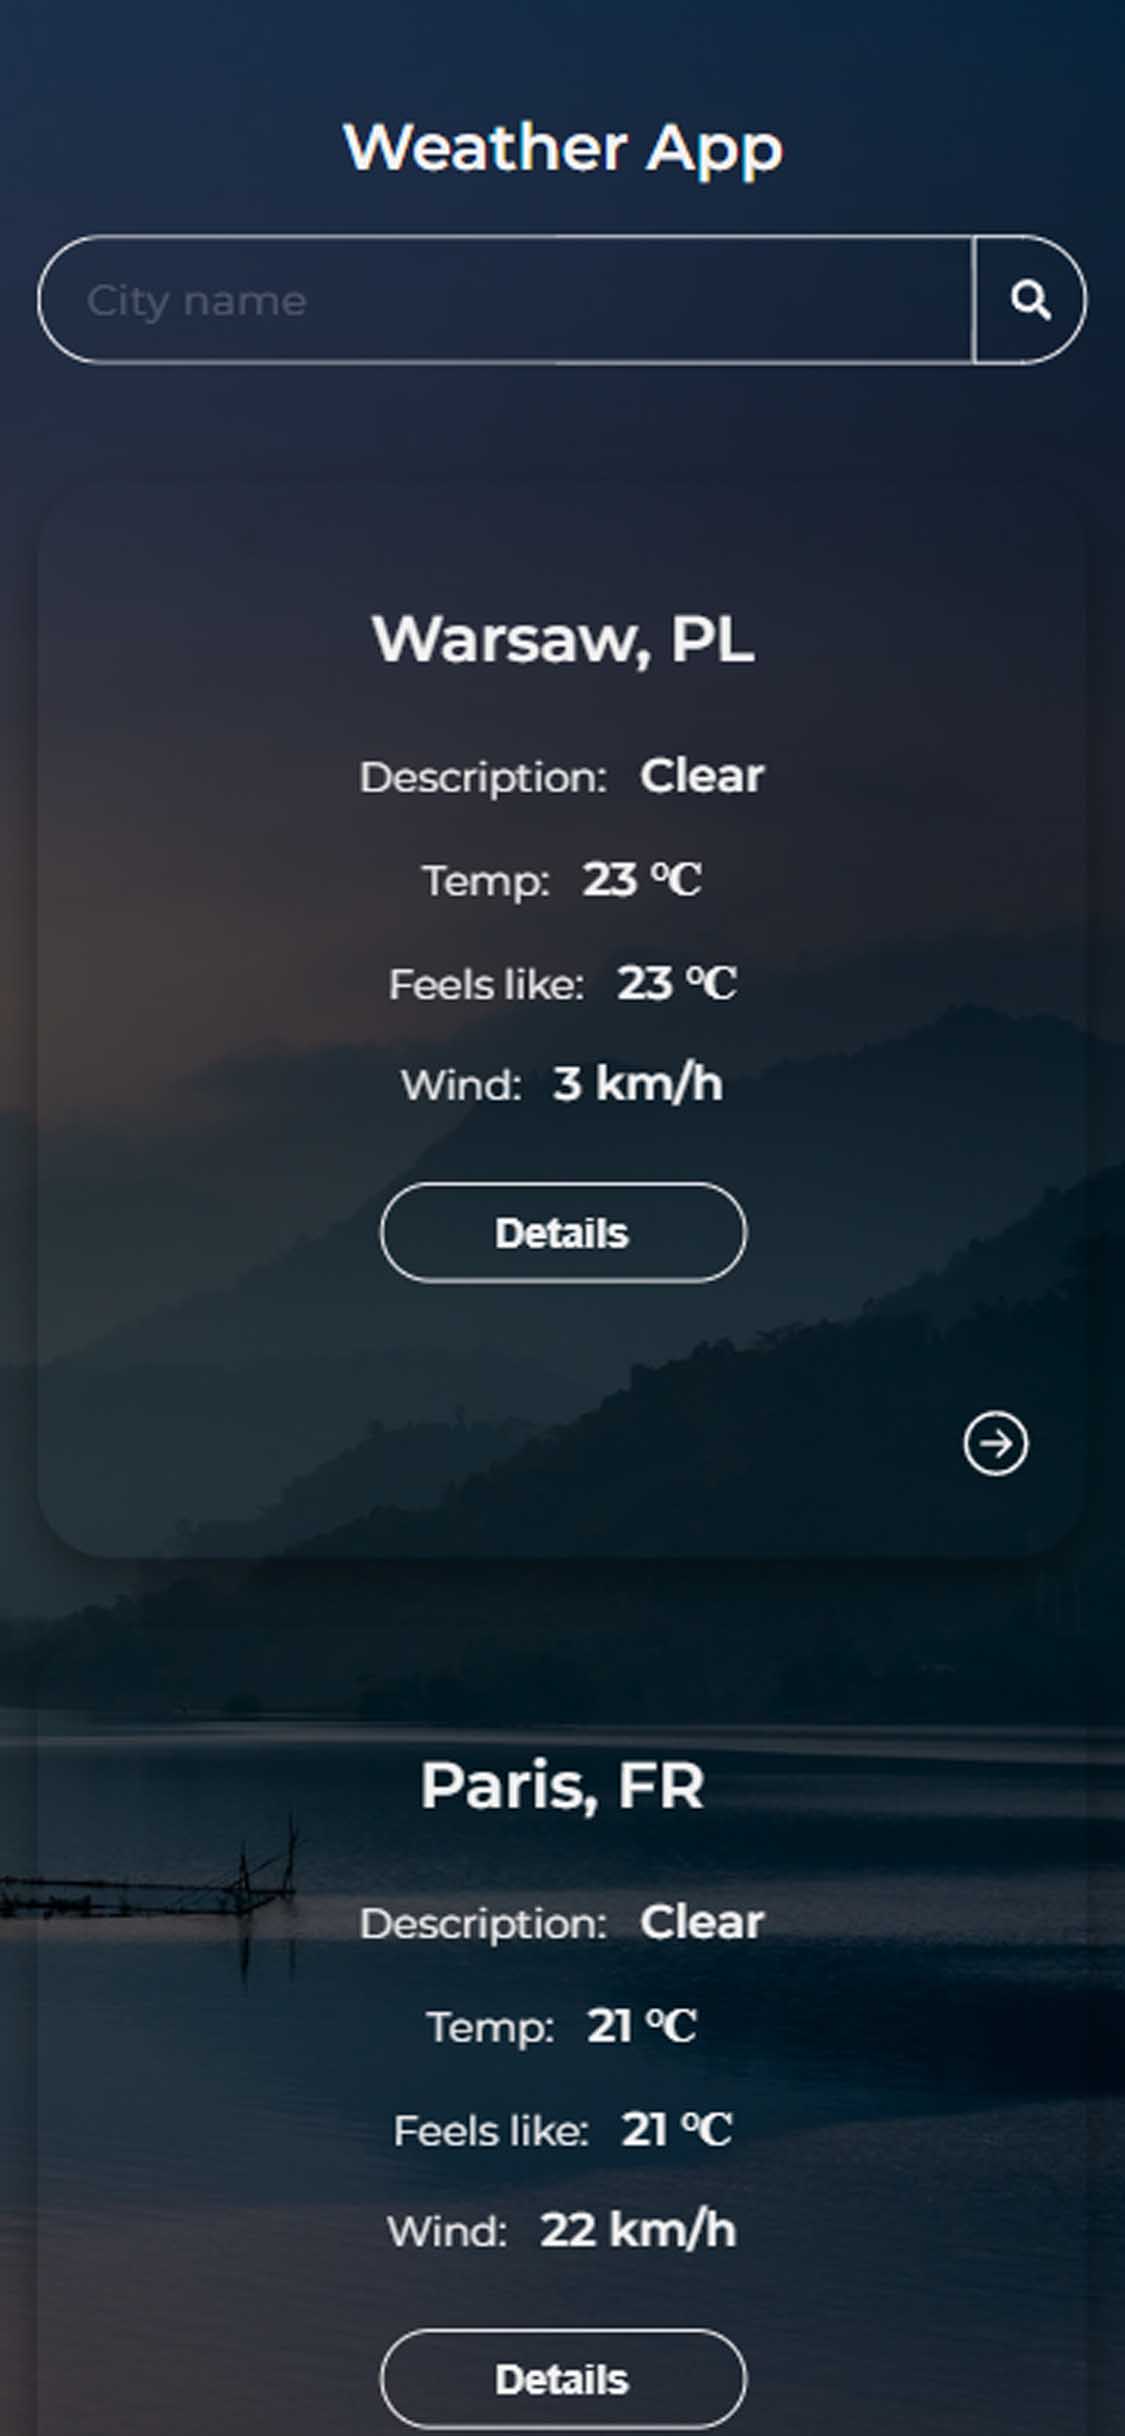 Weather App
City name
Warsaw, PL
Description: Clear
Temp: 23 °C
Feels like: 23 °C
Wind: 3 km/h
Details
Paris, FR
Description: Clear
Temp: 21 °C
Feels like: 21 °C
Wind: 22 km/h
Details